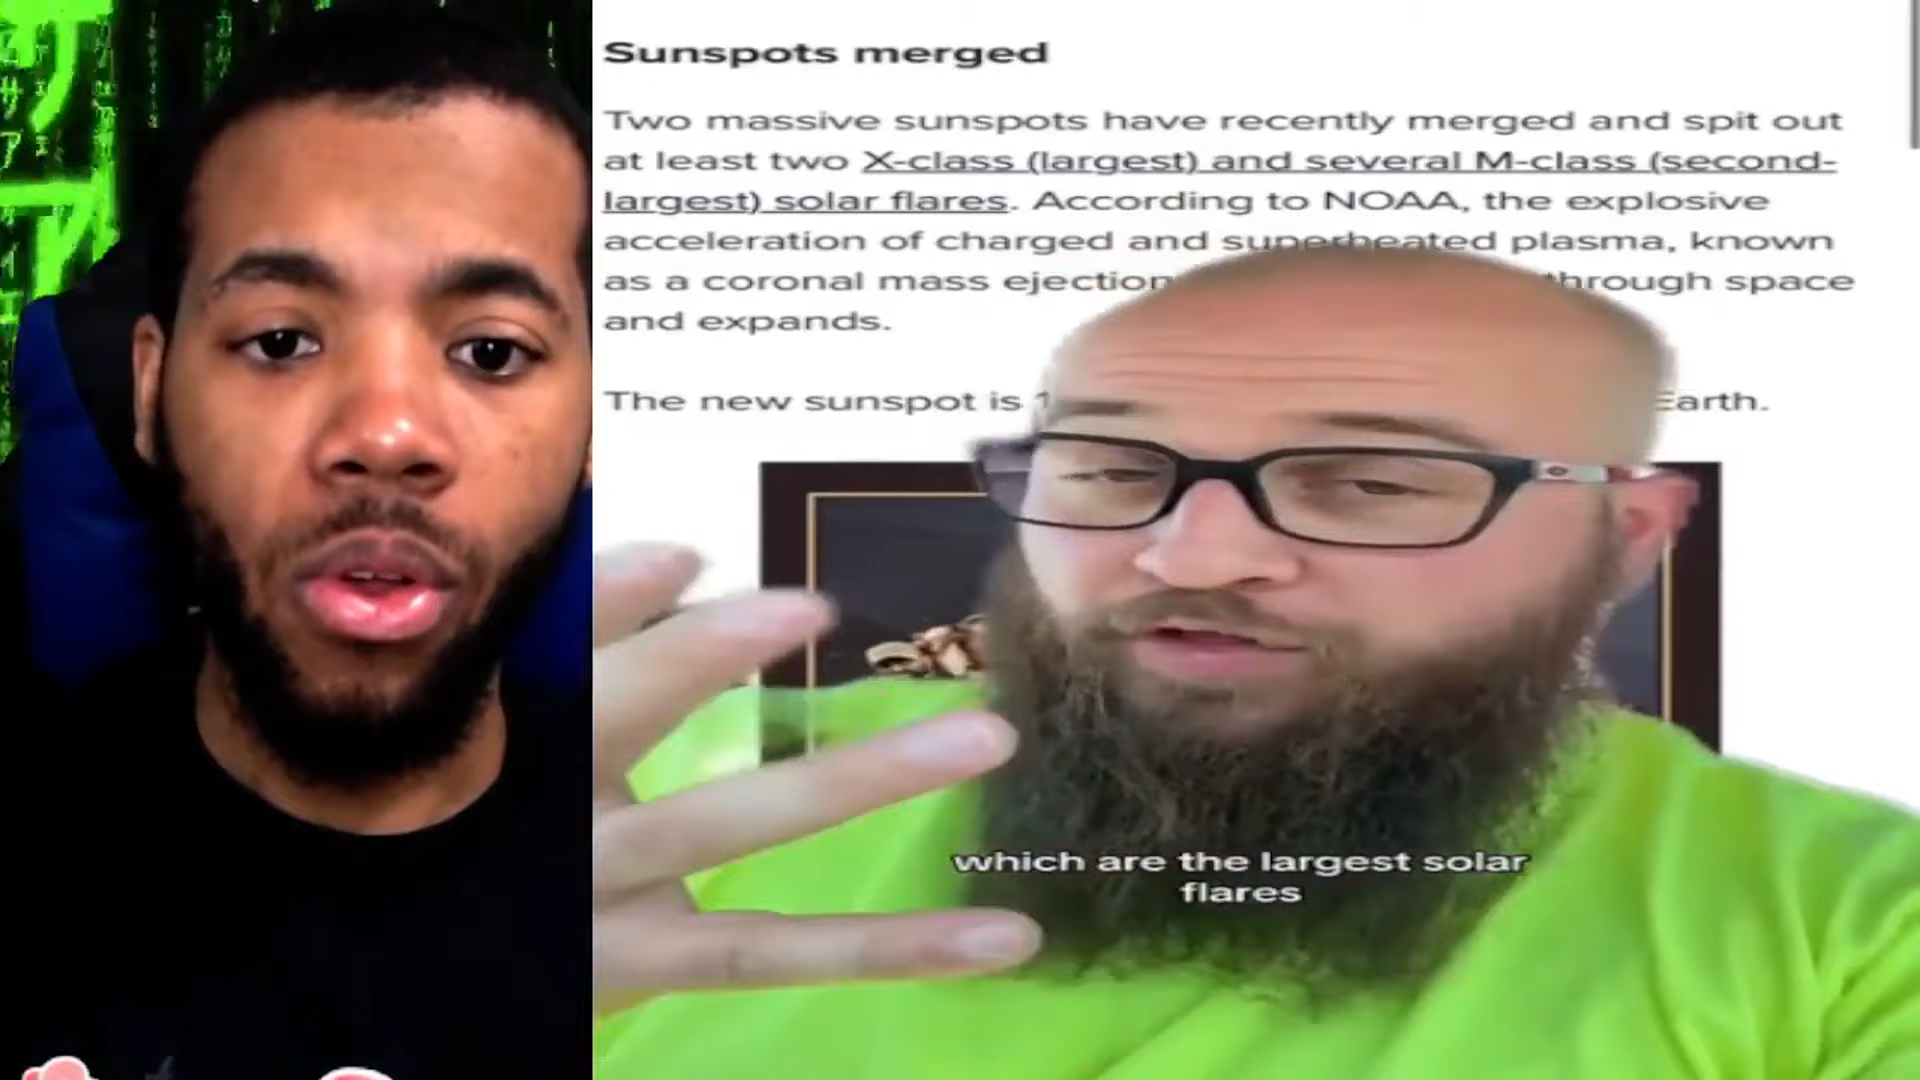 Sunspots merged
Two massive sunspots have recently merged and spit out
at least two X-class (largest) and several M-class (second-
largest) solar flares. According to NOAA, the explosive
acceleration of charged and superheated plasma, known
as a coronal mass ejection through space
and expands.
The new sunspot is Earth.
which are the largest solar
flares